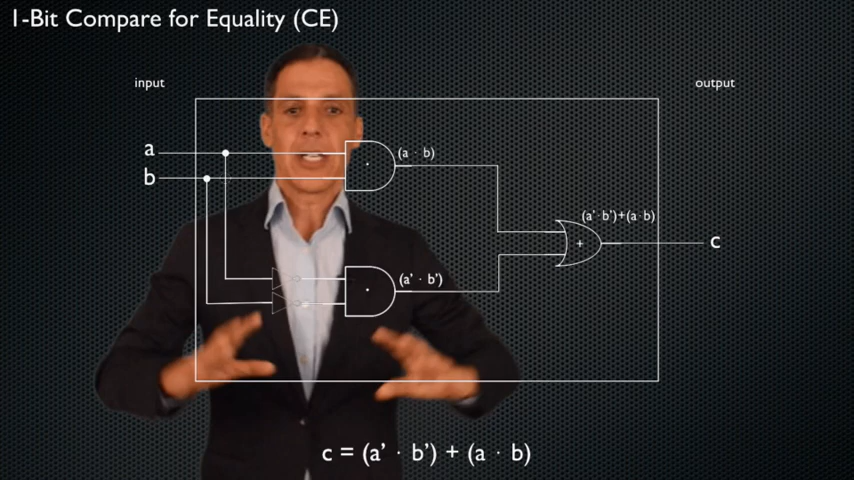 1-Bit Compare for Equality (CE)
input
output
a
b
(a · b)
·
(a'·b')+(a·b)
+
c
(a' · b')
·
c = (a' · b') + (a · b)